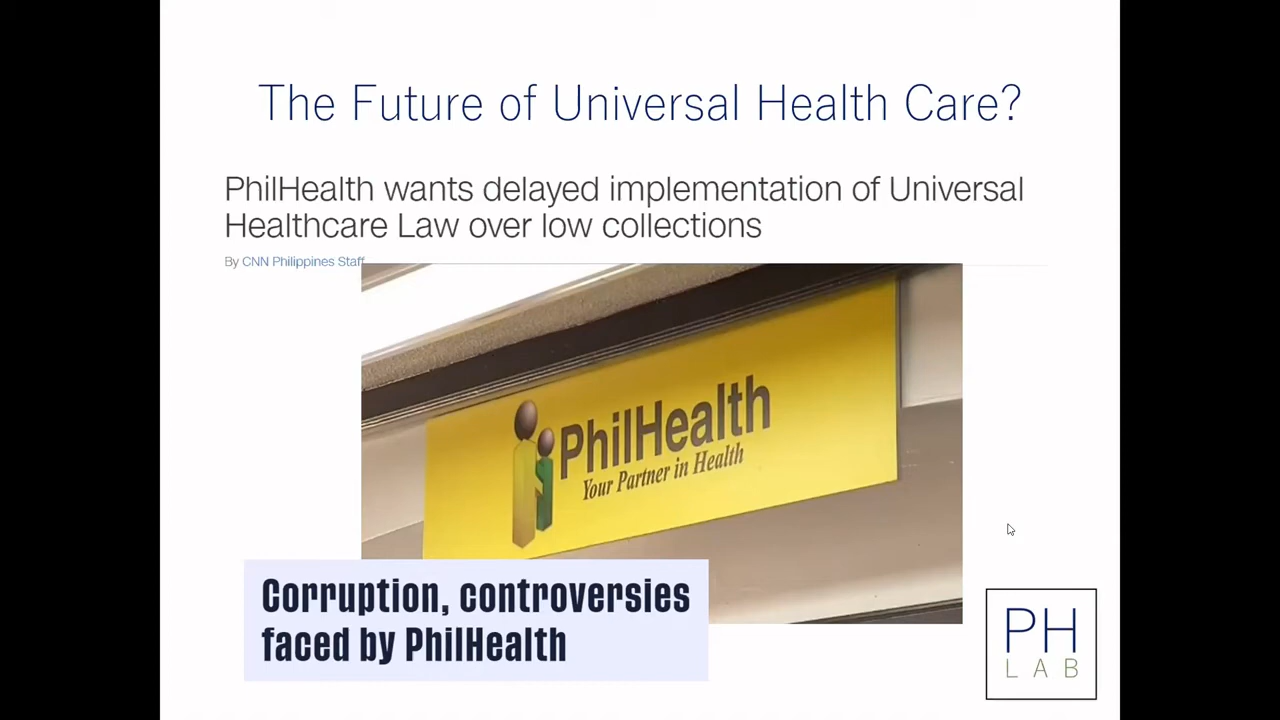 The Future of Universal Health Care?
PhilHealth wants delayed implementation of Universal
Healthcare Law over low collections
By CNN Philippines Staff
PhilHealth
Your Partner in Health
Corruption, controversies
faced by PhilHealth
PH
LAB